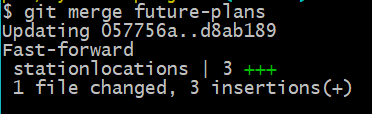 $ git merge future-plans
Updating 057756a..d8ab189
Fast-forward
 stationlocations | 3 +++
 1 file changed, 3 insertions(+)